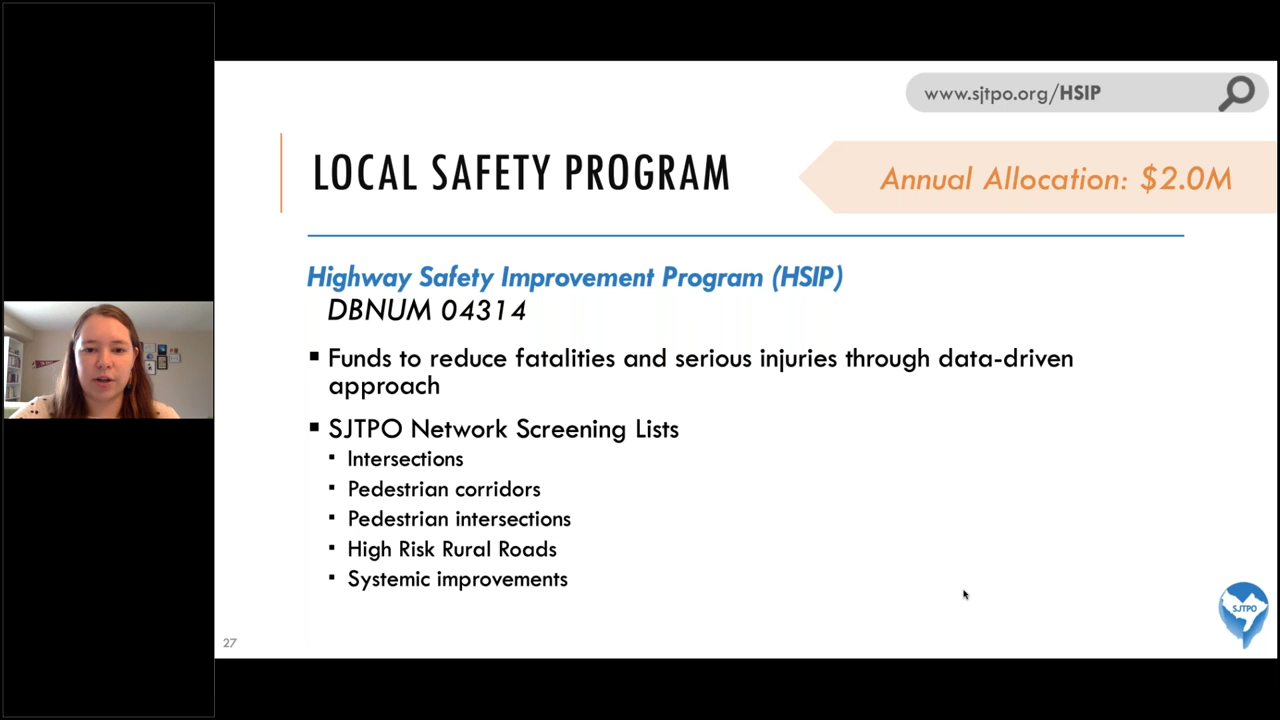 www.sjtpo.org/HSIP
LOCAL SAFETY PROGRAM
Annual Allocation: $2.0M
Highway Safety Improvement Program (HSIP)
DBNUM 04314
▪ Funds to reduce fatalities and serious injuries through data-driven
approach
▪ SJTPO Network Screening Lists
▪ Intersections
▪ Pedestrian corridors
▪ Pedestrian intersections
▪ High Risk Rural Roads
▪ Systemic improvements
SJTPO
27